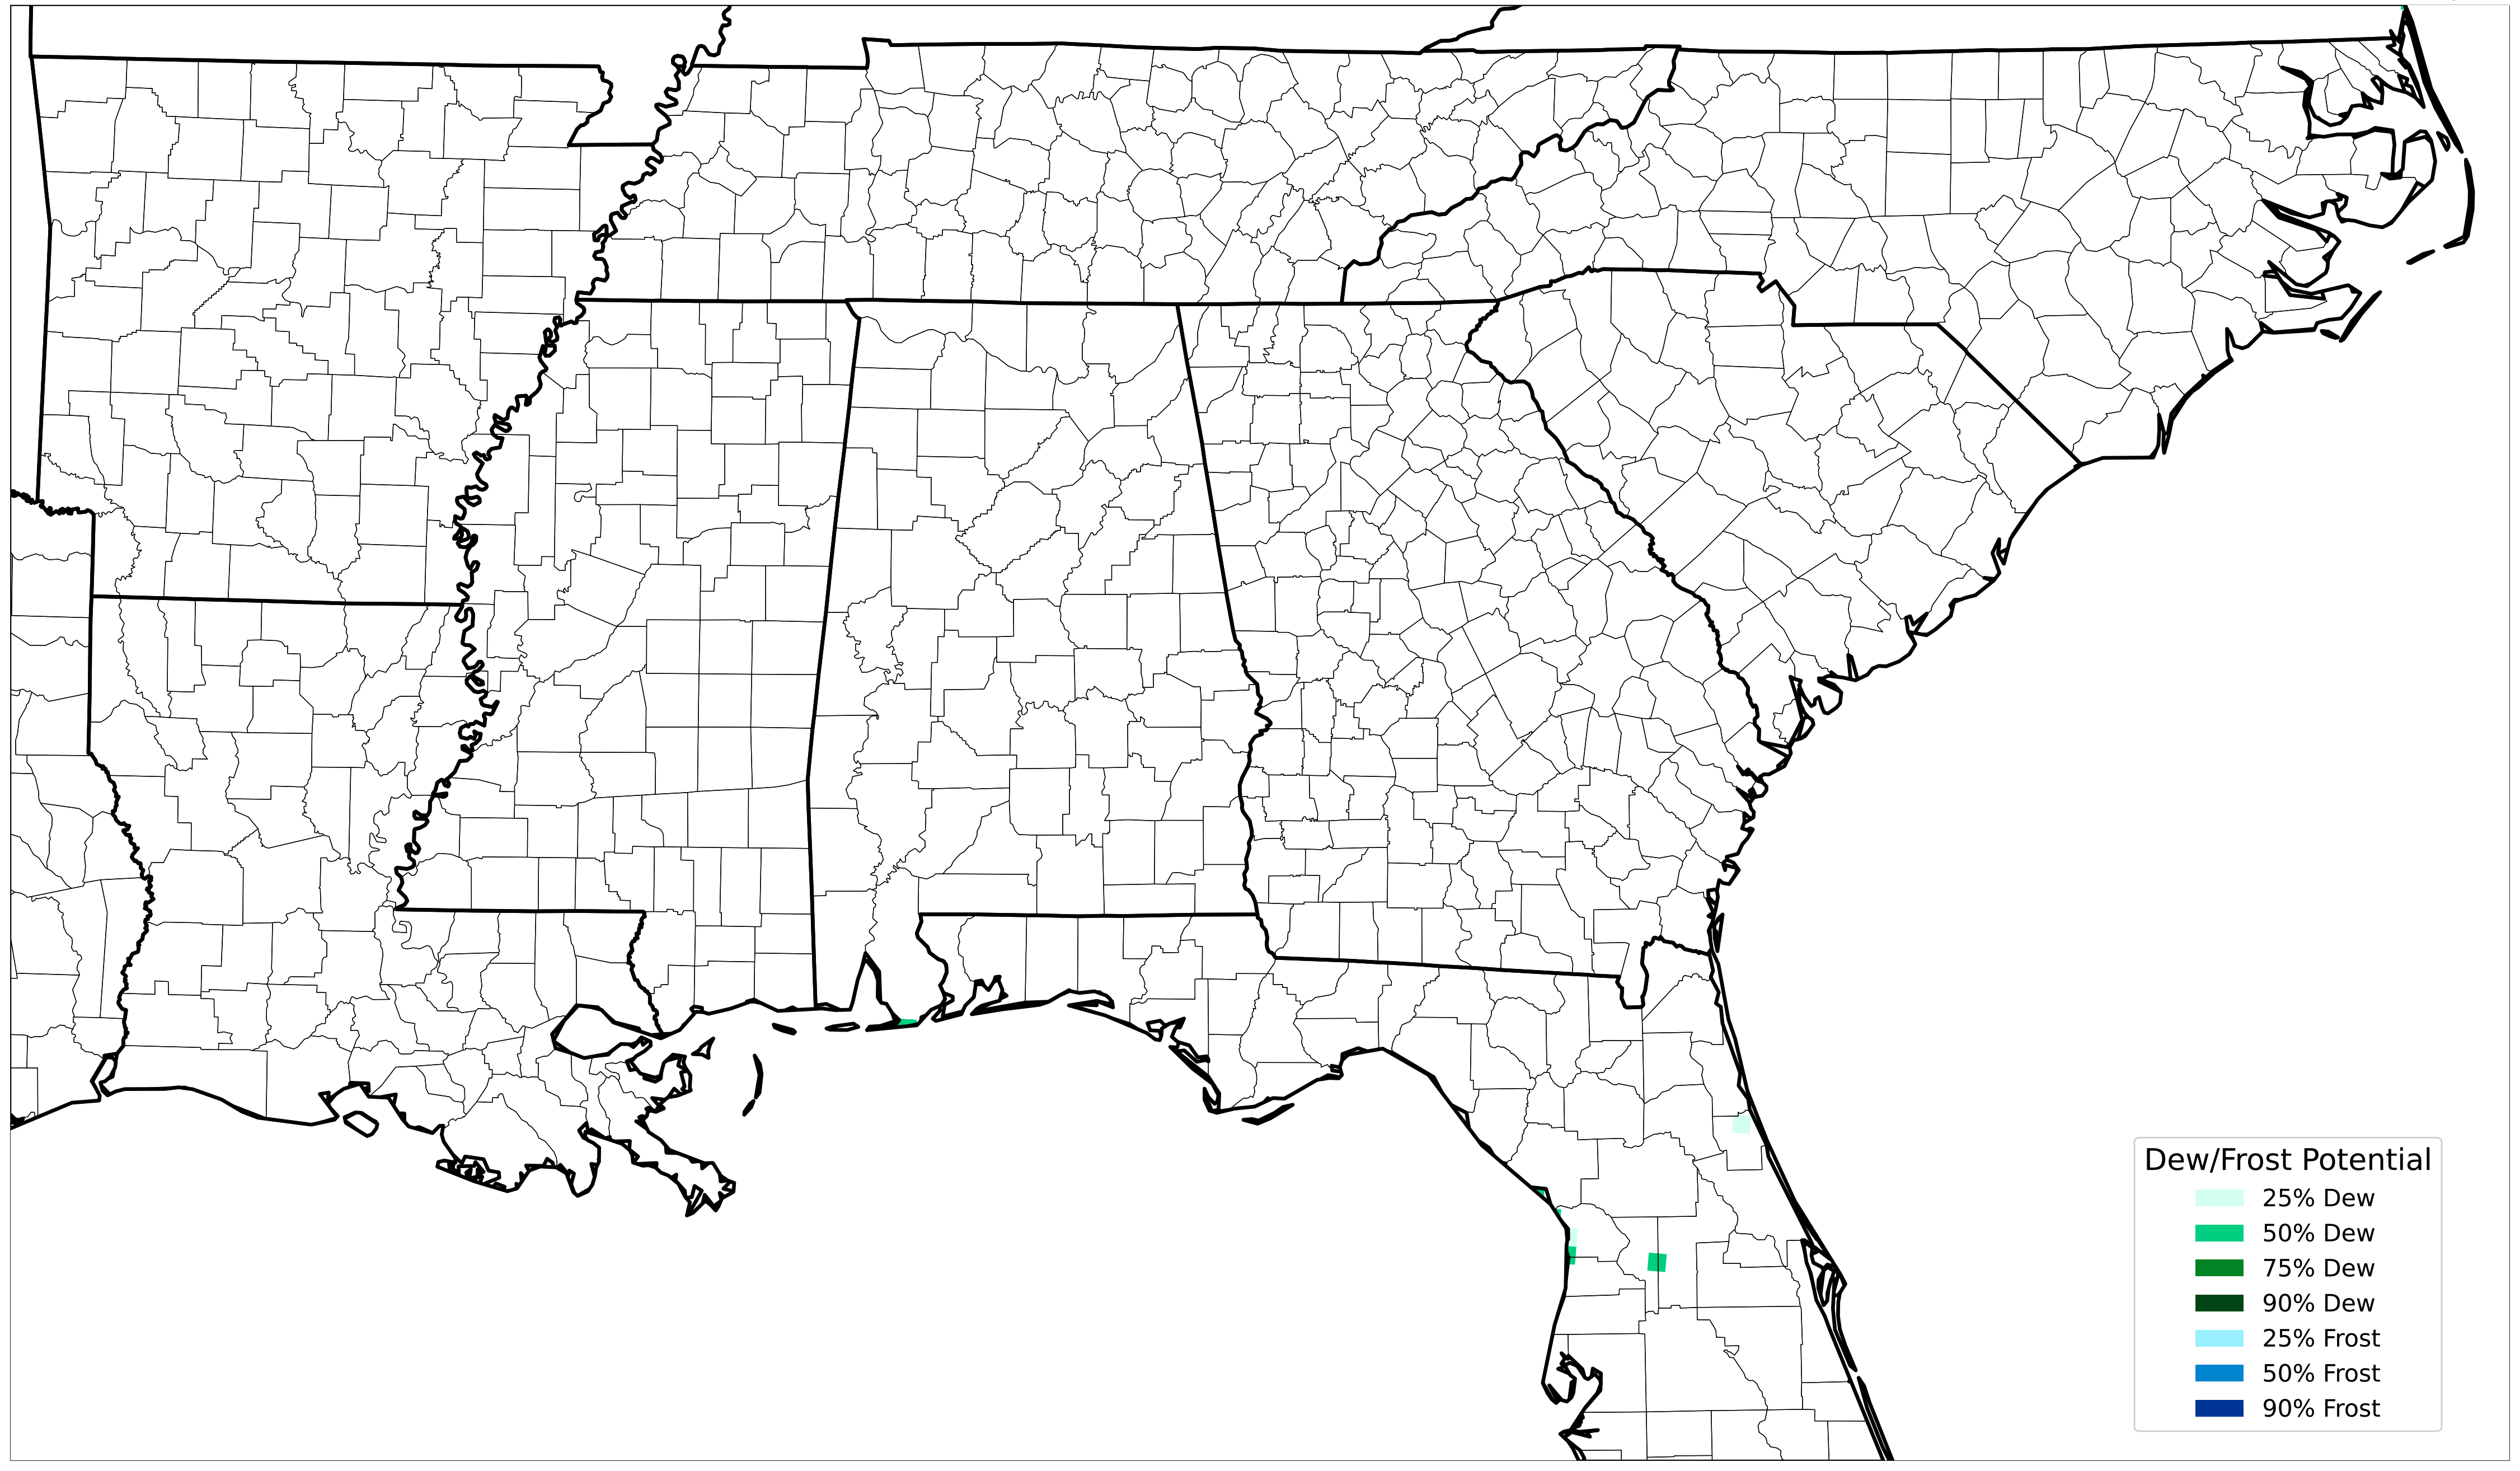 Dew/Frost Potential
25% Dew
50% Dew
75% Dew
90% Dew
25% Frost
50% Frost
90% Frost